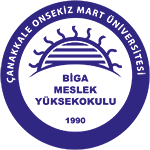 ÇANAKKALE ONSEKİZ MART ÜNİVERSİTESİ
BİGA
MESLEK
YÜKSEKOKULU
1990